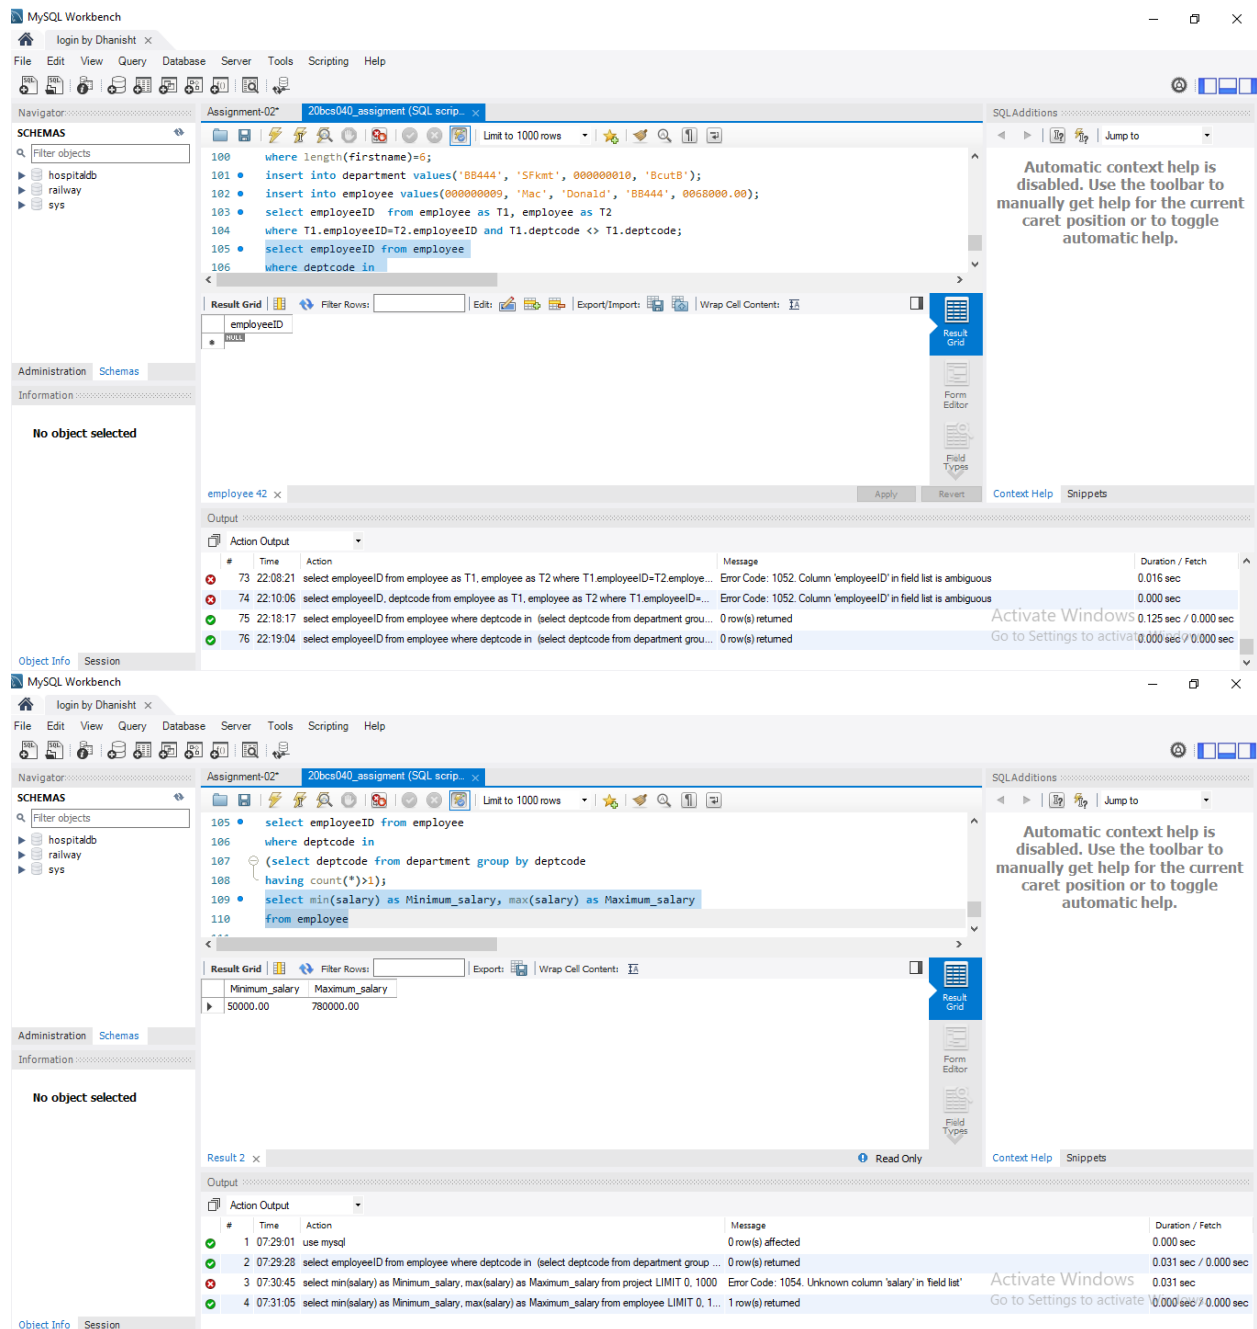 MySQL Workbench
login by Dhanisht ×
File Edit View Query Database Server Tools Scripting Help
Navigator
SCHEMAS
Filter objects
hospitaldb
railway
sys
Administration Schemas
Information
No object selected
Object Info Session
Assignment-02* 20bcs040_assigment (SQL scrip... ×
Limit to 1000 rows
100 where length(firstname)=6;
101 insert into department values('BB444', 'SFkmt', 000000010, 'BcutB');
102 insert into employee values(000000009, 'Mac', 'Donald', 'BB444', 0068000.00);
103 select employeeID from employee as T1, employee as T2
104 where T1.employeeID=T2.employeeID and T1.deptcode <> T1.deptcode;
105 select employeeID from employee
106 where deptcode in
Result Grid Filter Rows: Edit: Export/Import: Wrap Cell Content:
employeeID
NULL
Result Grid
Form Editor
Field Types
employee 42 × Apply Revert
SQLAdditions
Jump to
Automatic context help is
disabled. Use the toolbar to
manually get help for the current
caret position or to toggle
automatic help.
Context Help Snippets
Output
Action Output
# Time Action Message Duration / Fetch
73 22:08:21 select employeeID from employee as T1, employee as T2 where T1.employeeID=T2.employe... Error Code: 1052. Column 'employeeID' in field list is ambiguous 0.016 sec
74 22:10:06 select employeeID, deptcode from employee as T1, employee as T2 where T1.employeeID=... Error Code: 1052. Column 'employeeID' in field list is ambiguous 0.000 sec
75 22:18:17 select employeeID from employee where deptcode in (select deptcode from department grou... 0 row(s) returned 0.125 sec / 0.000 sec
76 22:19:04 select employeeID from employee where deptcode in (select deptcode from department grou... 0 row(s) returned 0.000 sec / 0.000 sec
Activate Windows
Go to Settings to activate Windows.
MySQL Workbench
login by Dhanisht ×
File Edit View Query Database Server Tools Scripting Help
Navigator
SCHEMAS
Filter objects
hospitaldb
railway
sys
Administration Schemas
Information
No object selected
Object Info Session
Assignment-02* 20bcs040_assigment (SQL scrip... ×
Limit to 1000 rows
105 select employeeID from employee
106 where deptcode in
107 (select deptcode from department group by deptcode
108 having count(*)>1);
109 select min(salary) as Minimum_salary, max(salary) as Maximum_salary
110 from employee
Result Grid Filter Rows: Export: Wrap Cell Content:
Minimum_salary Maximum_salary
50000.00 780000.00
Result Grid
Form Editor
Field Types
Result 2 × Read Only
SQLAdditions
Jump to
Automatic context help is
disabled. Use the toolbar to
manually get help for the current
caret position or to toggle
automatic help.
Context Help Snippets
Output
Action Output
# Time Action Message Duration / Fetch
1 07:29:01 use mysql 0 row(s) affected 0.000 sec
2 07:29:28 select employeeID from employee where deptcode in (select deptcode from department group ... 0 row(s) returned 0.031 sec / 0.000 sec
3 07:30:45 select min(salary) as Minimum_salary, max(salary) as Maximum_salary from project LIMIT 0, 1000 Error Code: 1054. Unknown column 'salary' in 'field list' 0.031 sec
4 07:31:05 select min(salary) as Minimum_salary, max(salary) as Maximum_salary from employee LIMIT 0, 1... 1 row(s) returned 0.000 sec / 0.000 sec
Activate Windows
Go to Settings to activate Windows.